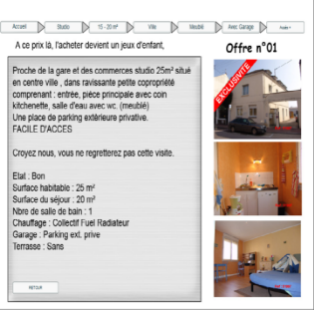 Accueil Studio 15 - 20 m² Ville Meublé Avec Garage
A ce prix là, l'acheter devient un jeux d'enfant,
Offre n°01
EXCLUSIVITE
Proche de la gare et des commerces studio 25m² situé
en centre ville , dans ravissante petite copropriété
comprenant : entrée, pièce principale avec coin
kitchenette, salle d'eau avec wc. (meublé)
Une place de parking extérieure privative.
FACILE D'ACCES
Croyez nous, vous ne regretterez pas cette visite.
Etat : Bon
Surface habitable : 25 m²
Surface du séjour : 20 m²
Nbre de salle de bain : 1
Chauffage : Collectif Fuel Radiateur
Garage : Parking ext. prive
Terrasse : Sans
RETOUR